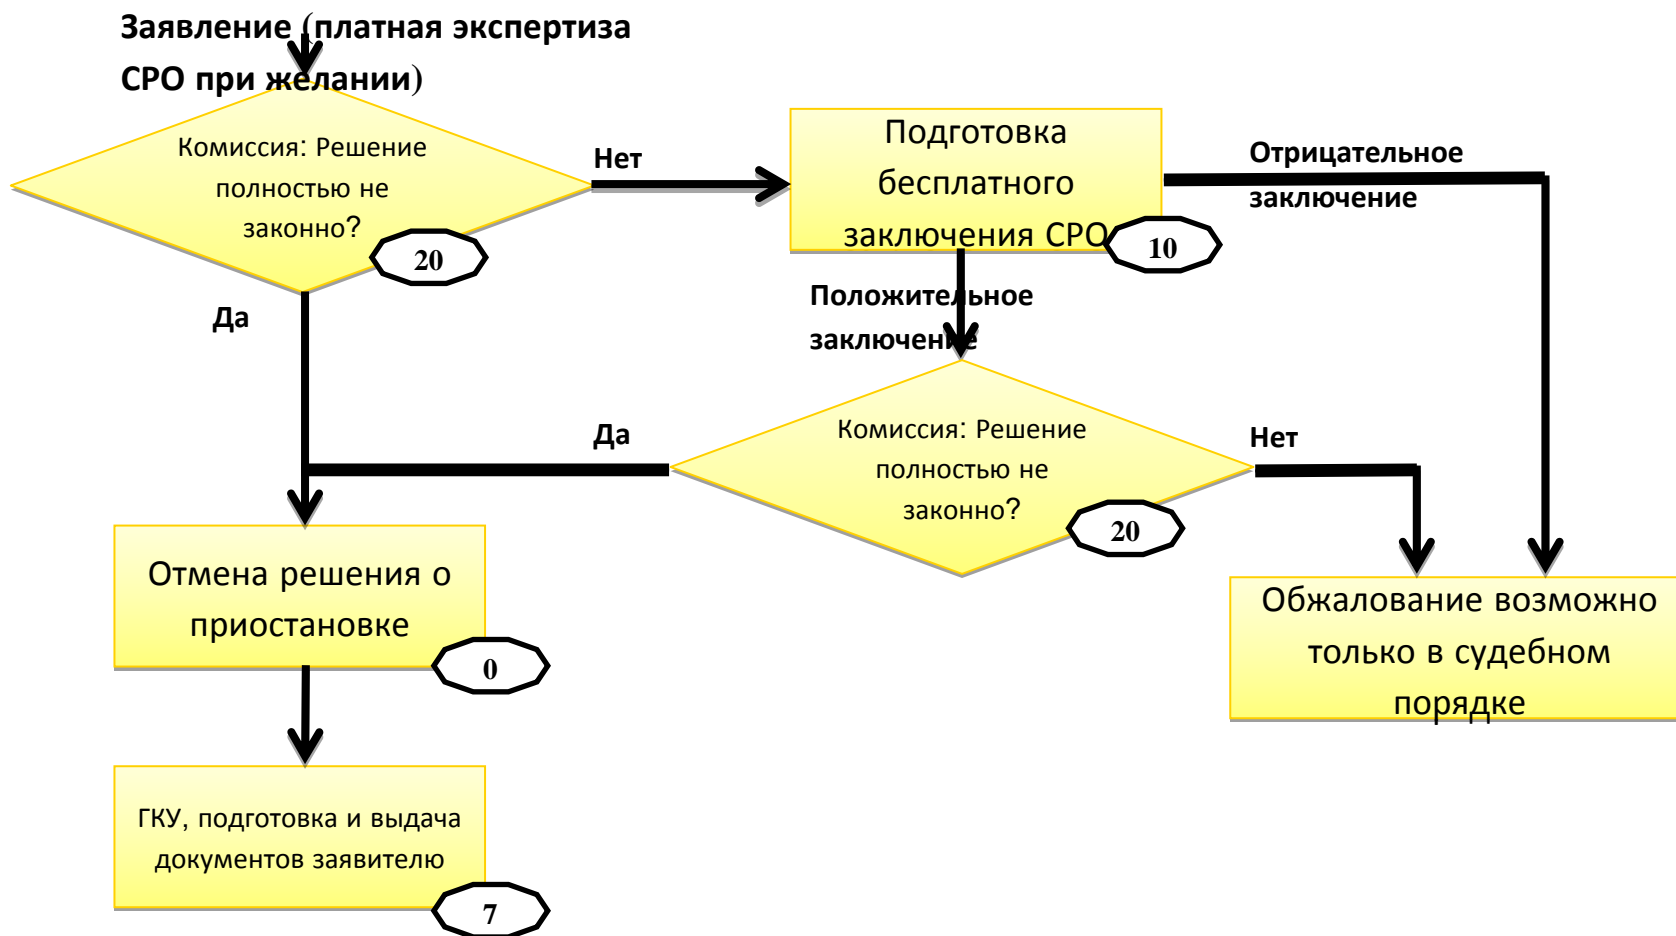 Заявление (платная экспертиза
СРО при желании)
Комиссия: Решение
полностью не
законно?
20
Нет
Подготовка
бесплатного
заключения СРО
10
Отрицательное
заключение
Да
Положительное
заключение
Да
Комиссия: Решение
полностью не
законно?
20
Нет
Отмена решения о
приостановке
0
Обжалование возможно
только в судебном
порядке
ГКУ, подготовка и выдача
документов заявителю
7